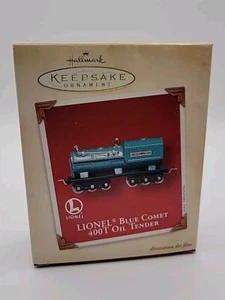 Hallmark
KEEPSAKE
ORNAMENT
LIONEL
LIONEL® BLUE COMET
400T OIL TENDER